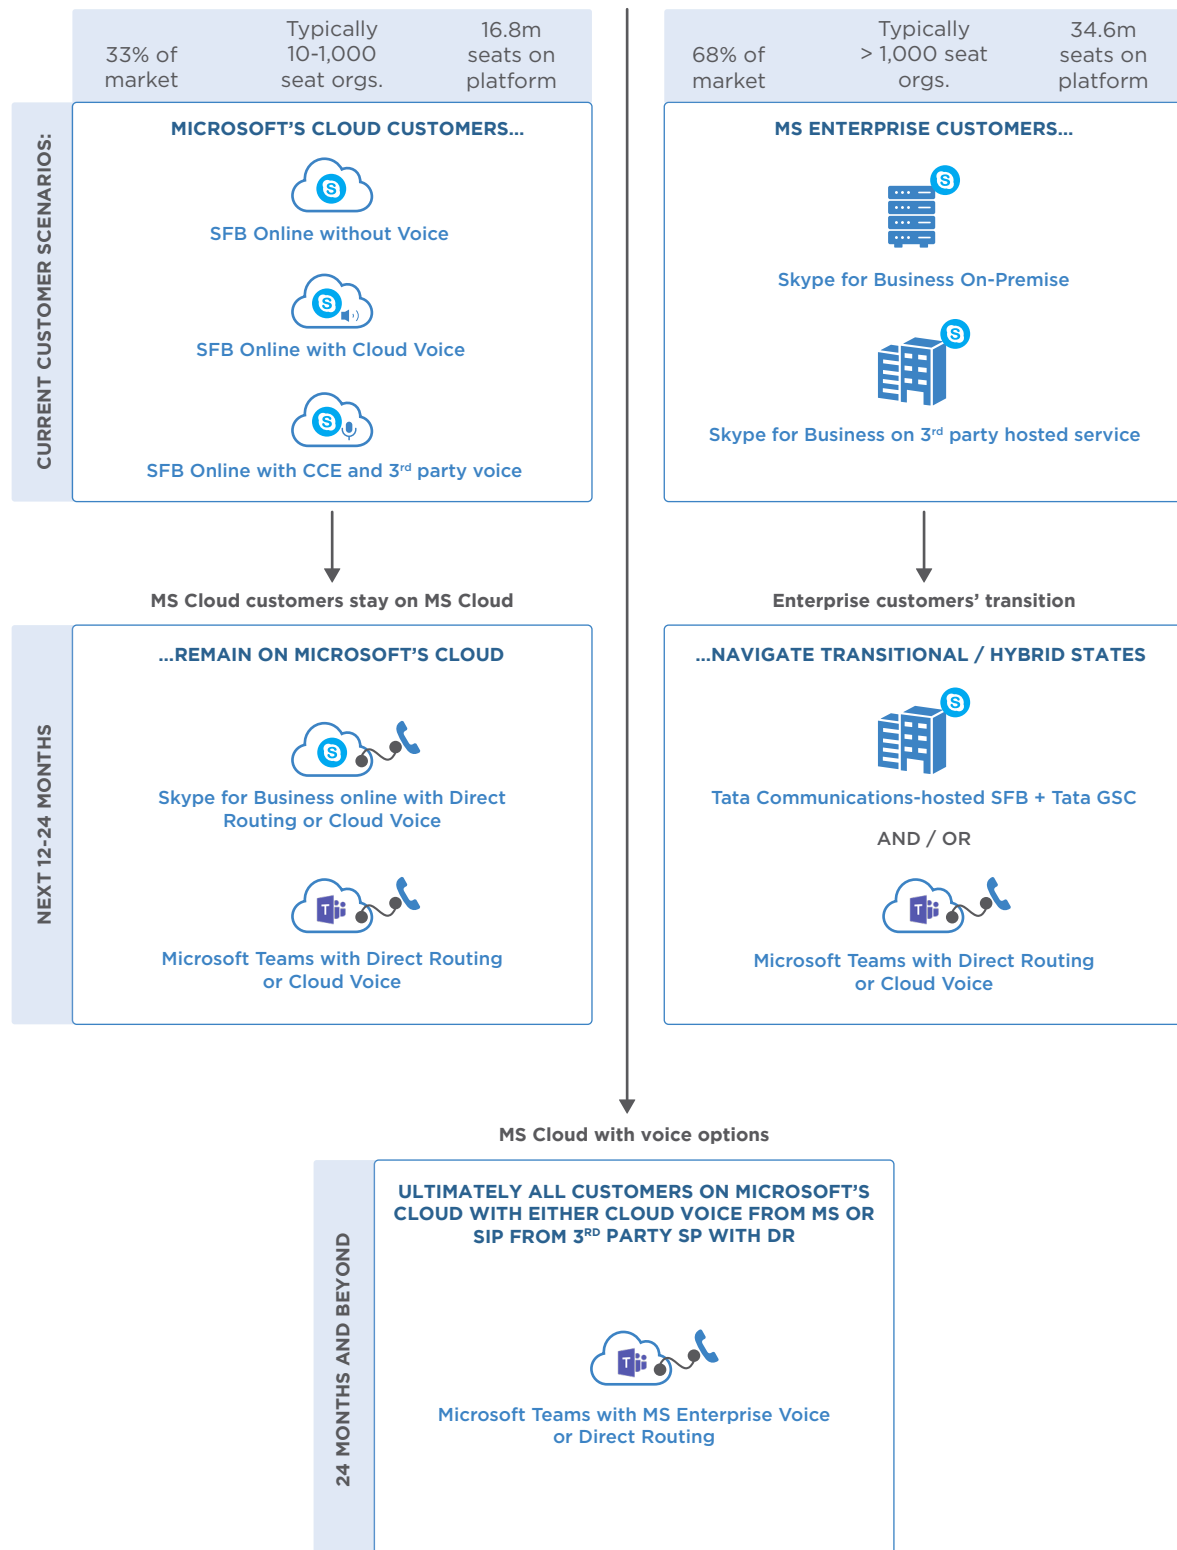 33% of
market
Typically
10-1,000
seat orgs.
16.8m
seats on
platform
68% of
market
Typically
> 1,000 seat
orgs.
34.6m
seats on
platform
CURRENT CUSTOMER SCENARIOS:
MICROSOFT'S CLOUD CUSTOMERS...
SFB Online without Voice
SFB Online with Cloud Voice
SFB Online with CCE and 3rd party voice
MS ENTERPRISE CUSTOMERS...
Skype for Business On-Premise
Skype for Business on 3rd party hosted service
MS Cloud customers stay on MS Cloud
Enterprise customers' transition
NEXT 12-24 MONTHS
...REMAIN ON MICROSOFT'S CLOUD
Skype for Business online with Direct
Routing or Cloud Voice
Microsoft Teams with Direct Routing
or Cloud Voice
...NAVIGATE TRANSITIONAL / HYBRID STATES
Tata Communications-hosted SFB + Tata GSC
AND / OR
Microsoft Teams with Direct Routing
or Cloud Voice
MS Cloud with voice options
24 MONTHS AND BEYOND
ULTIMATELY ALL CUSTOMERS ON MICROSOFT'S
CLOUD WITH EITHER CLOUD VOICE FROM MS OR
SIP FROM 3RD PARTY SP WITH DR
Microsoft Teams with MS Enterprise Voice
or Direct Routing